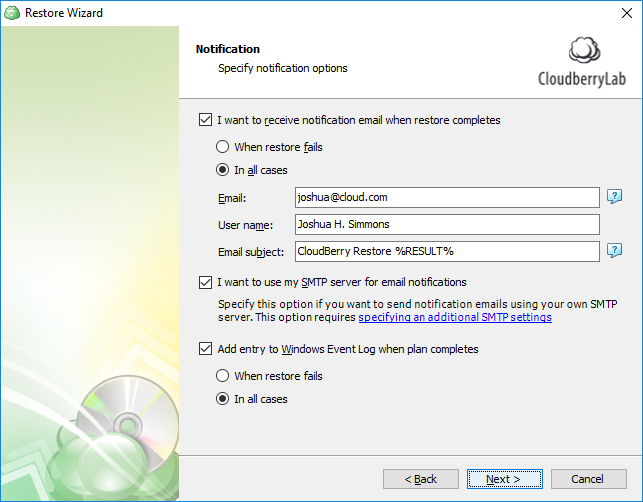 Restore Wizard
Notification
Specify notification options
CloudberryLab
I want to receive notification email when restore completes
When restore fails
In all cases
Email:
joshua@cloud.com
User name:
Joshua H. Simmons
Email subject:
CloudBerry Restore %RESULT%
I want to use my SMTP server for email notifications
Specify this option if you want to send notification emails using your own SMTP
server. This option requires specifying an additional SMTP settings
Add entry to Windows Event Log when plan completes
When restore fails
In all cases
< Back
Next >
Cancel